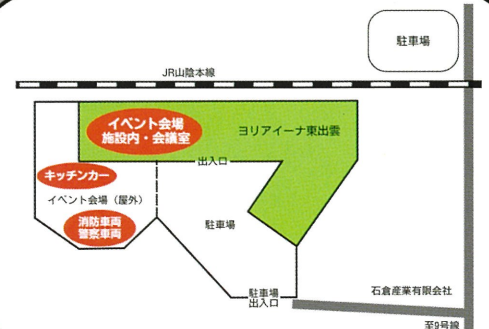 駐車場
JR山陰本線
イベント会場
施設内・会議室
ヨリアイーナ東出雲
出入口
キッチンカー
イベント会場（屋外）
消防車両
警察車両
駐車場
駐車場
出入口
石倉産業有限会社
至9号線